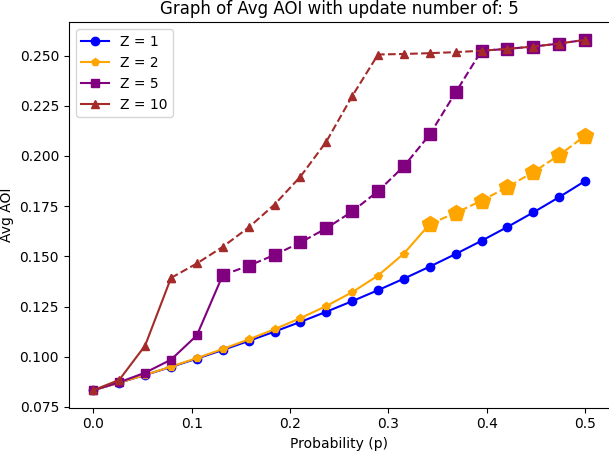 Graph of Avg AOI with update number of: 5
Z = 1
Z = 2
Z = 5
Z = 10
Avg AOI
0.250
0.225
0.200
0.175
0.150
0.125
0.100
0.075
0.0 0.1 0.2 0.3 0.4 0.5
Probability (p)